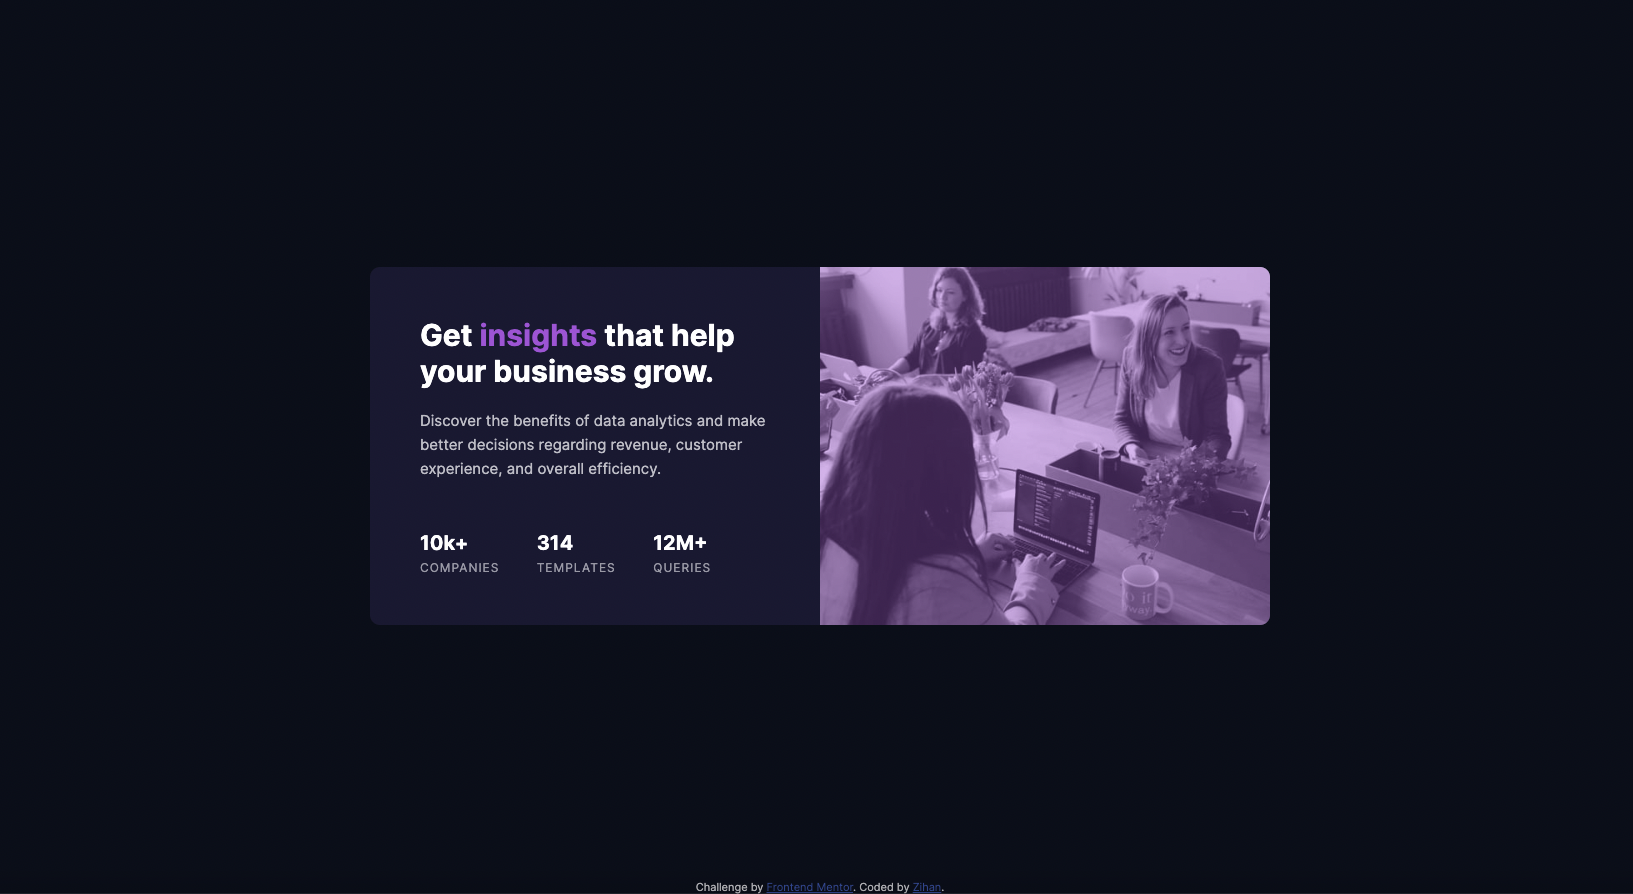 Get insights that help
your business grow.
Discover the benefits of data analytics and make
better decisions regarding revenue, customer
experience, and overall efficiency.
10k+ 314 12M+
COMPANIES TEMPLATES QUERIES
Challenge by Frontend Mentor. Coded by Zihan.